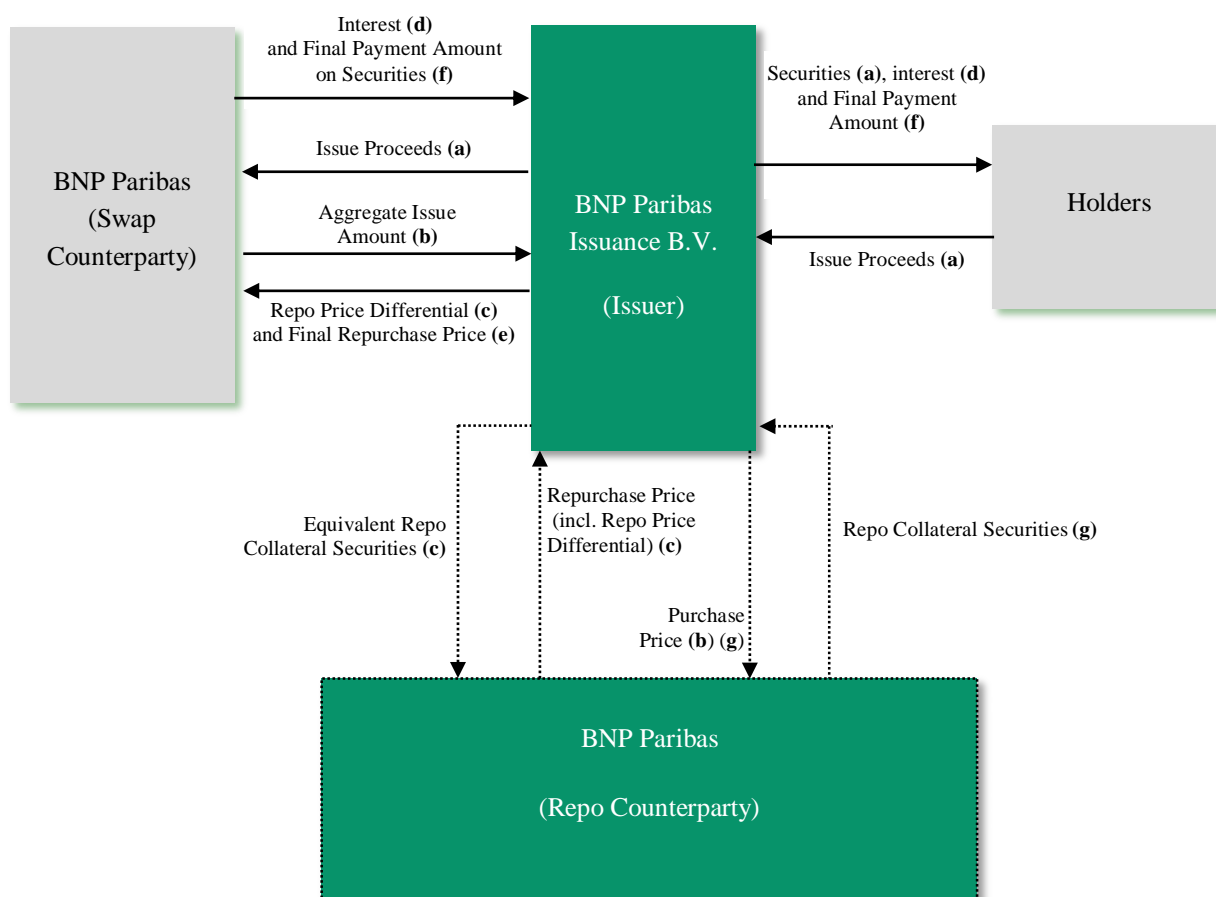 Interest (d)
and Final Payment Amount
on Securities (f)
Issue Proceeds (a)
Aggregate Issue
Amount (b)
Repo Price Differential (c)
and Final Repurchase Price (e)
BNP Paribas
(Swap
Counterparty)
BNP Paribas
Issuance B.V.
(Issuer)
Securities (a), interest (d)
and Final Payment
Amount (f)
Issue Proceeds (a)
Holders
Equivalent Repo
Collateral Securities (c)
Repurchase Price
(incl. Repo Price
Differential) (c)
Purchase
Price (b) (g)
Repo Collateral Securities (g)
BNP Paribas
(Repo Counterparty)